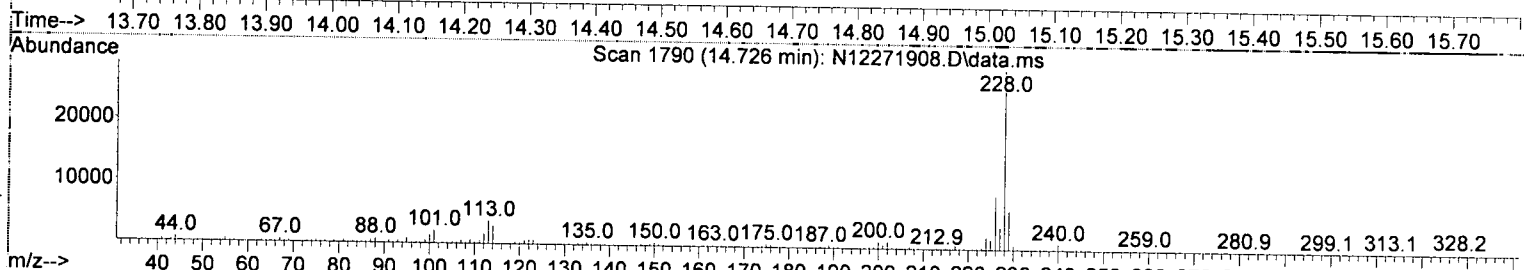 Time--> 13.70 13.80 13.90 14.00 14.10 14.20 14.30 14.40 14.50 14.60 14.70 14.80 14.90 15.00 15.10 15.20 15.30 15.40 15.50 15.60 15.70
Abundance
Scan 1790 (14.726 min): N12271908.D\data.ms
228.0
20000
10000
44.0 67.0 88.0 101.0 113.0 135.0 150.0 163.0 175.0 187.0 200.0 212.9 240.0 259.0 280.9 299.1 313.1 328.2
m/z--> 40 50 60 70 80 90 100 110 120 130 140 150 160 170 180